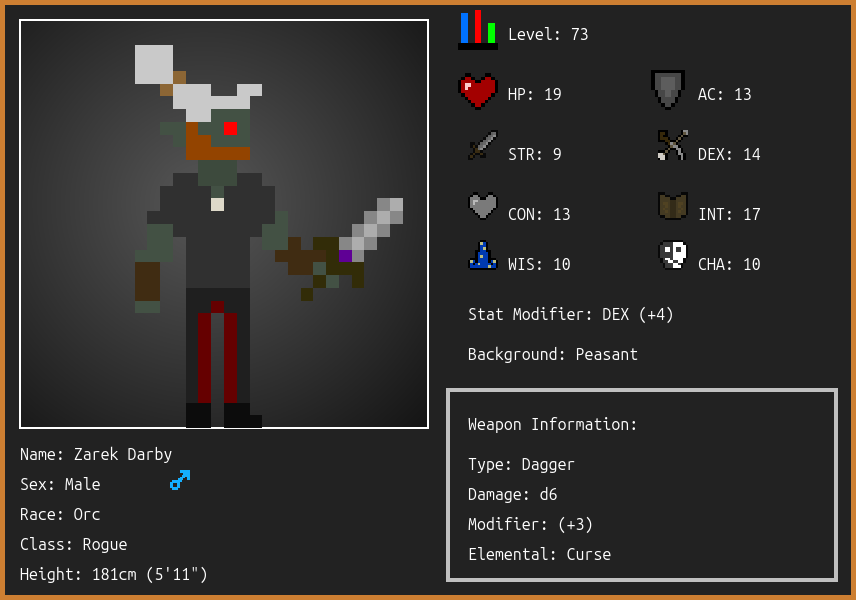 Level: 73
HP: 19
AC: 13
STR: 9
DEX: 14
CON: 13
INT: 17
WIS: 10
CHA: 10
Stat Modifier: DEX (+4)
Background: Peasant
Weapon Information:
Type: Dagger
Damage: d6
Modifier: (+3)
Elemental: Curse
Name: Zarek Darby
Sex: Male
Race: Orc
Class: Rogue
Height: 181cm (5'11")